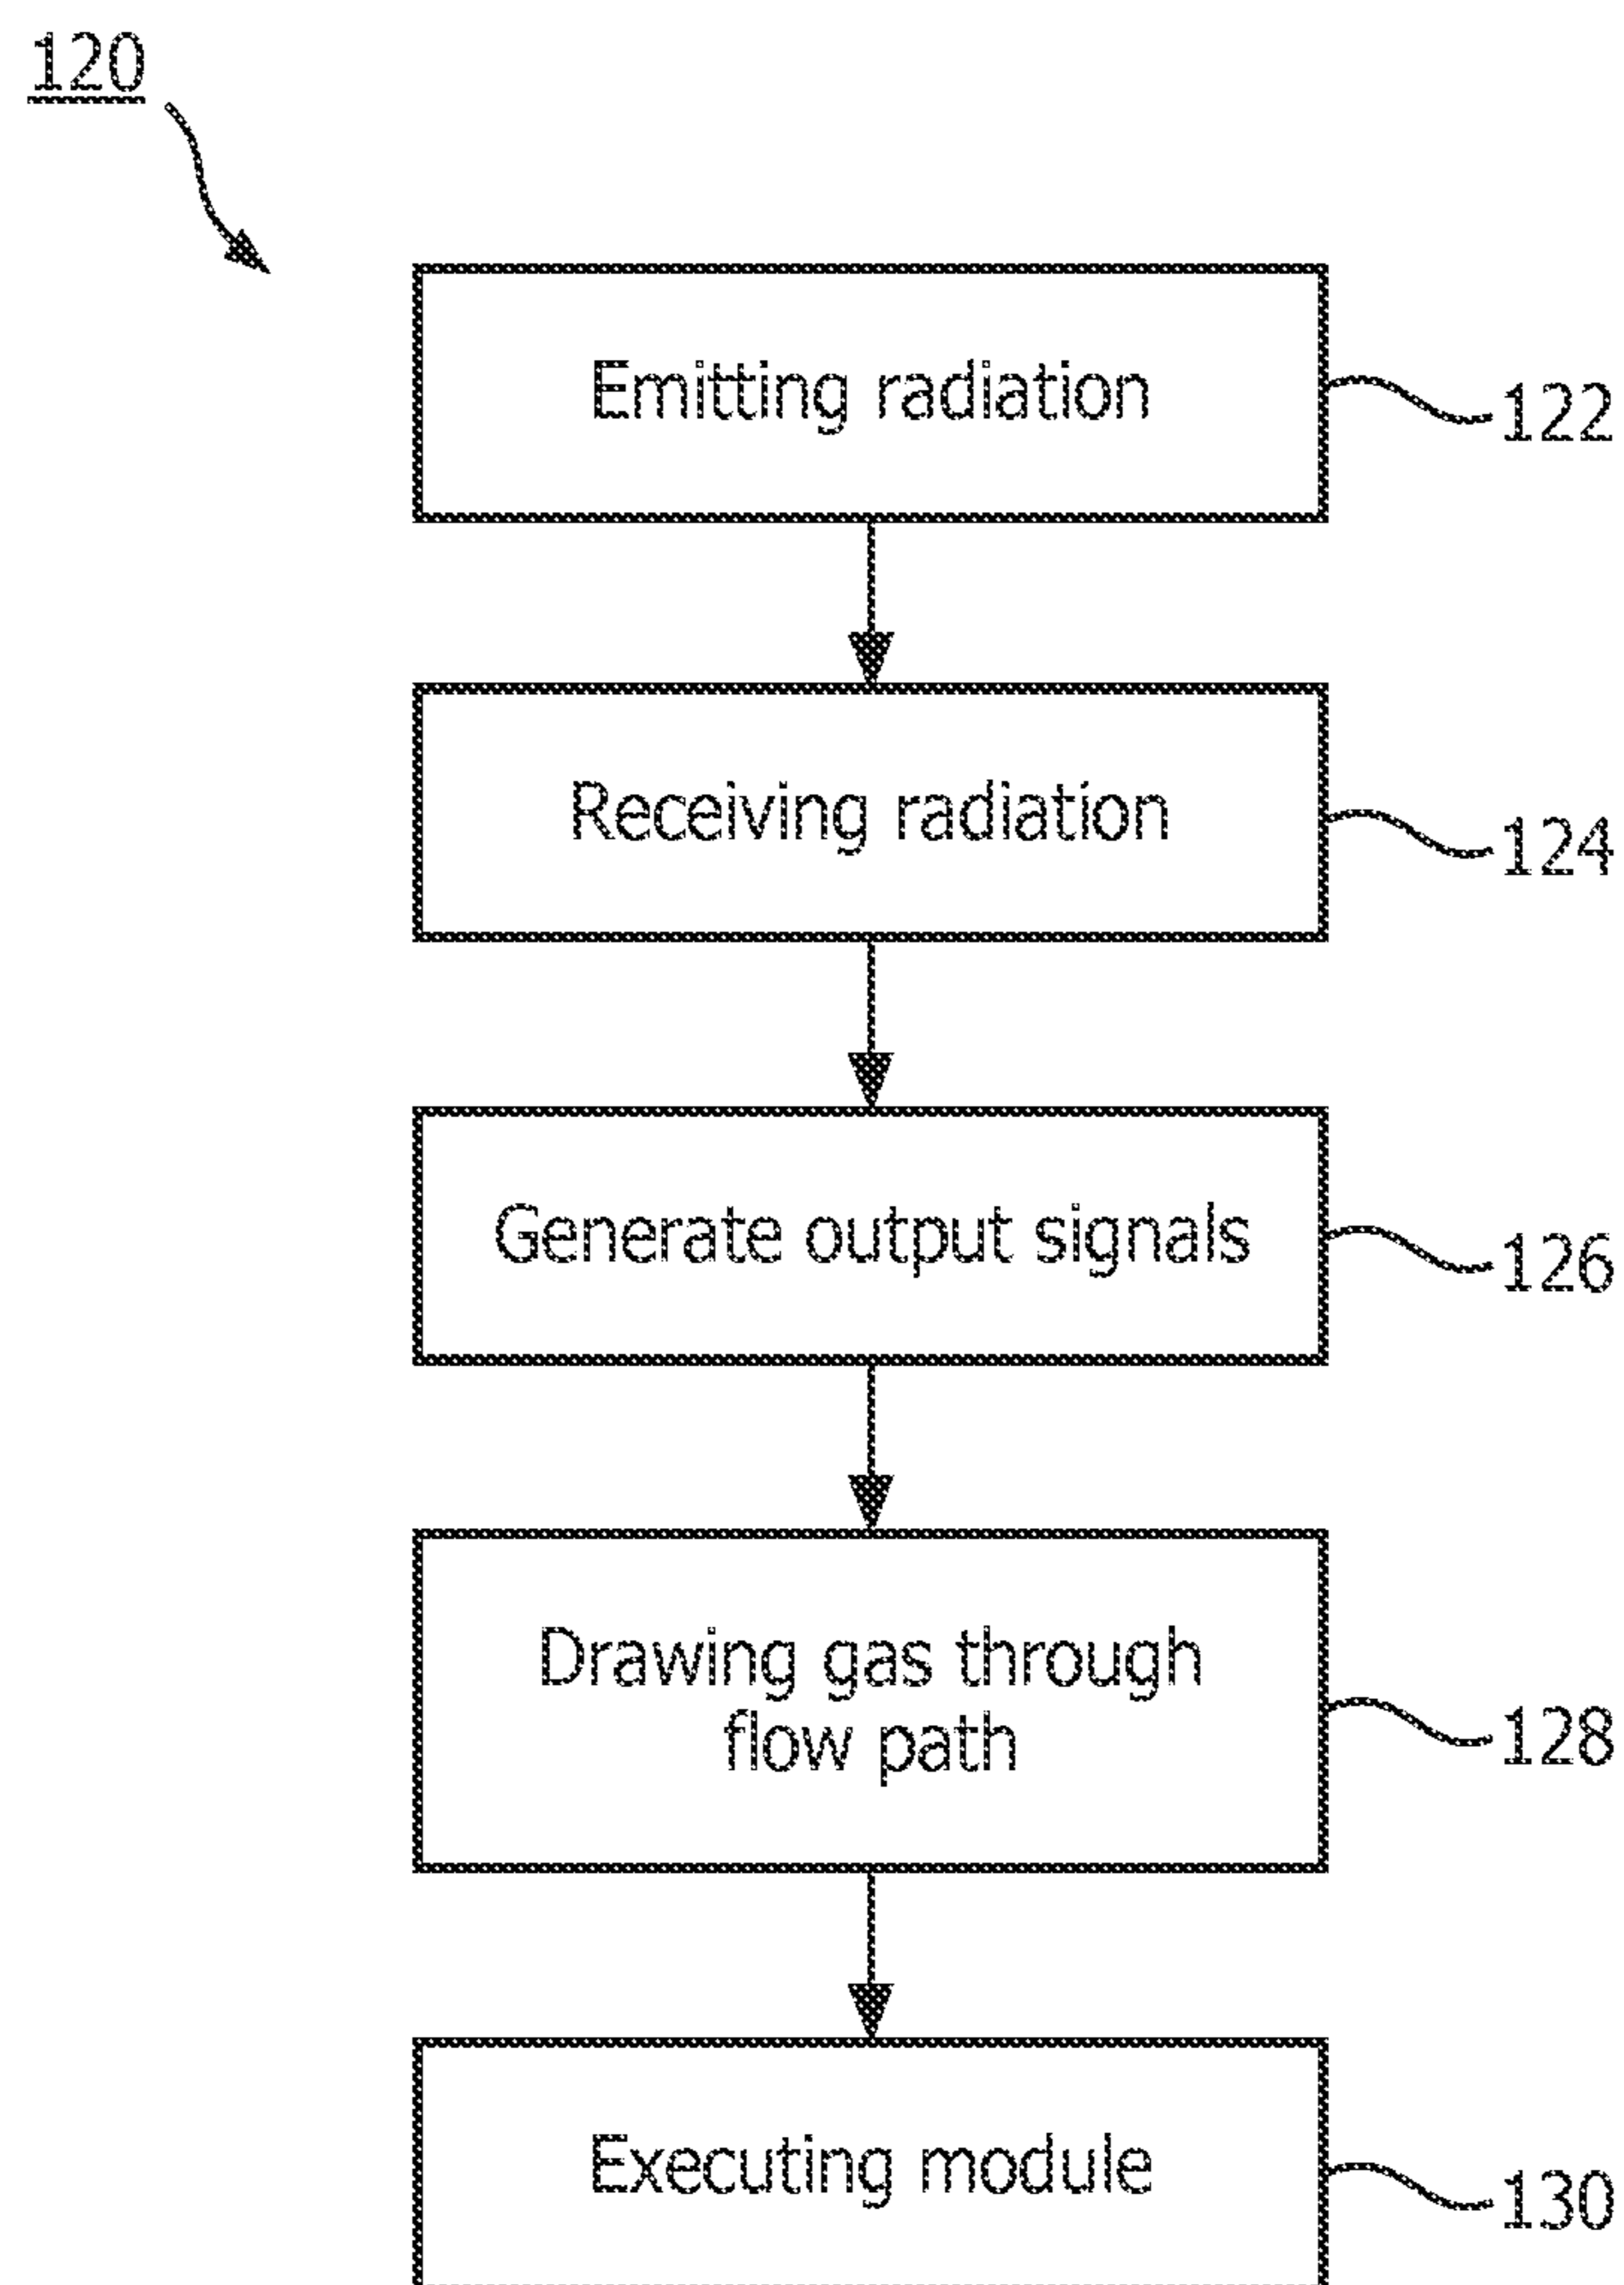 120
Emitting radiation
122
Receiving radiation
124
Generate output signals
126
Drawing gas through
flow path
128
Executing module
130